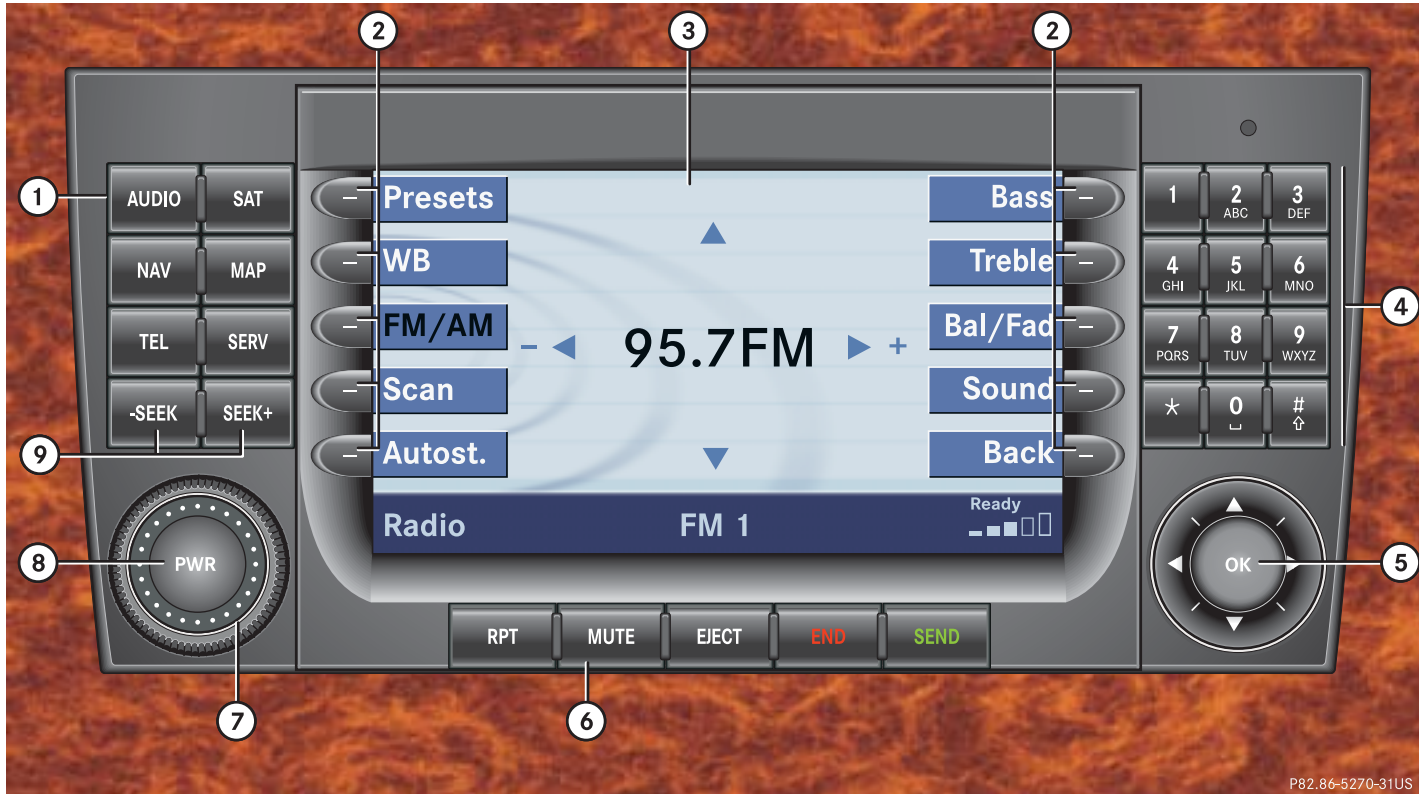 2 3 2
1 AUDIO SAT
NAV MAP
TEL SERV
-SEEK SEEK+
9
8 PWR
7
Presets
WB
FM/AM
Scan
Autost.
- 95.7FM +
Bass
Treble
Bal/Fad
Sound
Back
Radio FM 1 Ready
RPT MUTE EJECT END SEND
6
1 2 ABC 3 DEF
4 GHI 5 JKL 6 MNO
7 PQRS 8 TUV 9 WXYZ
* 0 #
4
OK 5
P82.86-5270-31US